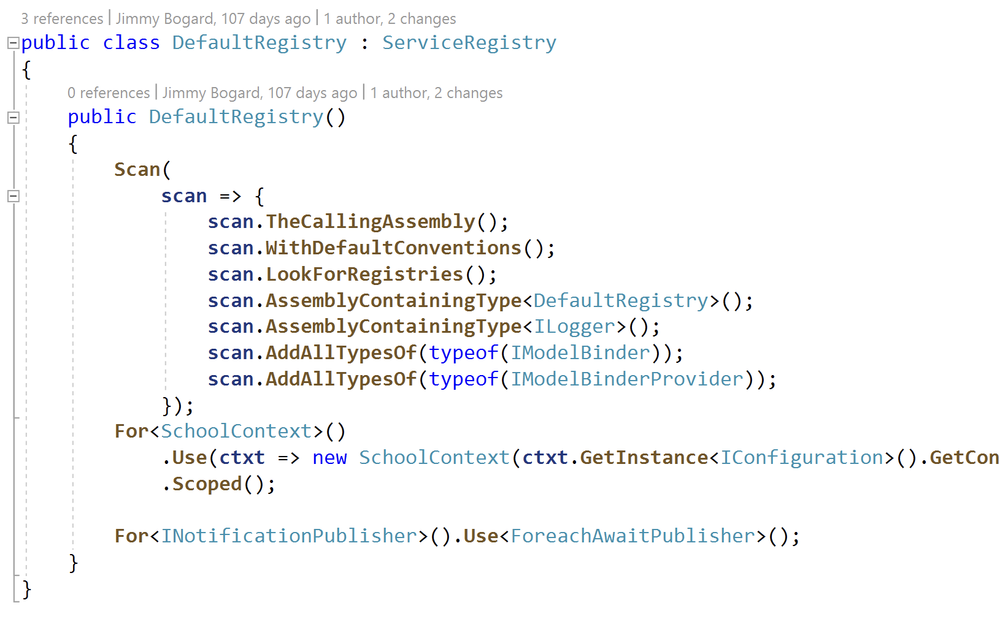 3 references | Jimmy Bogard, 107 days ago | 1 author, 2 changes
public class DefaultRegistry : ServiceRegistry
{
0 references | Jimmy Bogard, 107 days ago | 1 author, 2 changes
public DefaultRegistry()
{
Scan(
scan => {
scan.TheCallingAssembly();
scan.WithDefaultConventions();
scan.LookForRegistries();
scan.AssemblyContainingType<DefaultRegistry>();
scan.AssemblyContainingType<ILogger>();
scan.AddAllTypesOf(typeof(IModelBinder));
scan.AddAllTypesOf(typeof(IModelBinderProvider));
});
For<SchoolContext>()
.Use(ctxt => new SchoolContext(ctxt.GetInstance<IConfiguration>().GetCon
.Scoped();
For<INotificationPublisher>().Use<ForeachAwaitPublisher>();
}
}